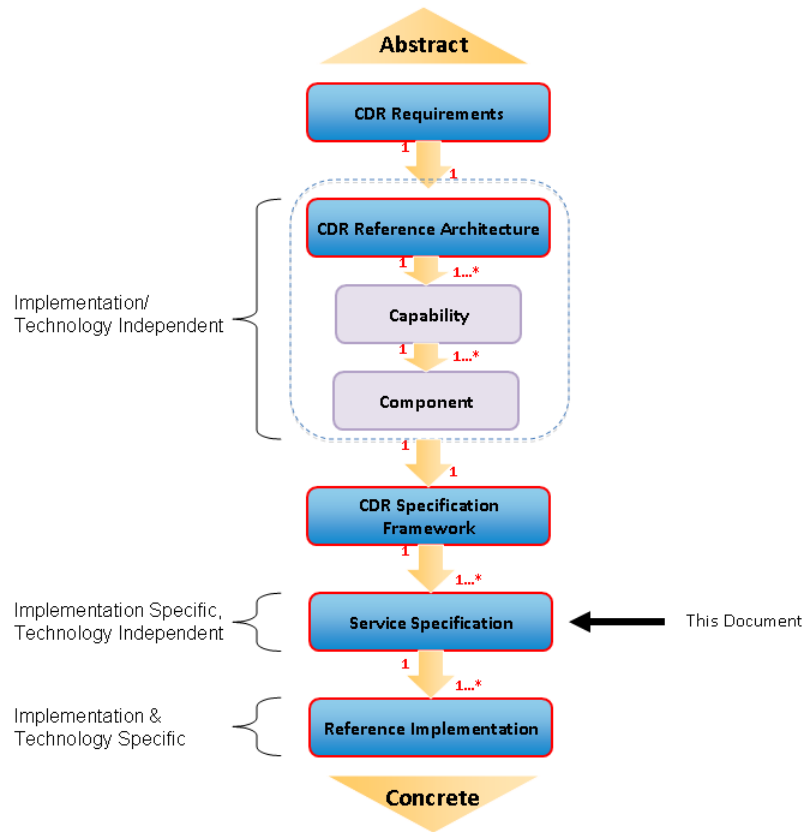 Abstract
CDR Requirements
1
1
CDR Reference Architecture
1
1...*
Capability
1
1...*
Component
Implementation/
Technology Independent
1
1
CDR Specification
Framework
1
1...*
Implementation Specific,
Technology Independent
Service Specification
This Document
1
1...*
Implementation &
Technology Specific
Reference Implementation
Concrete